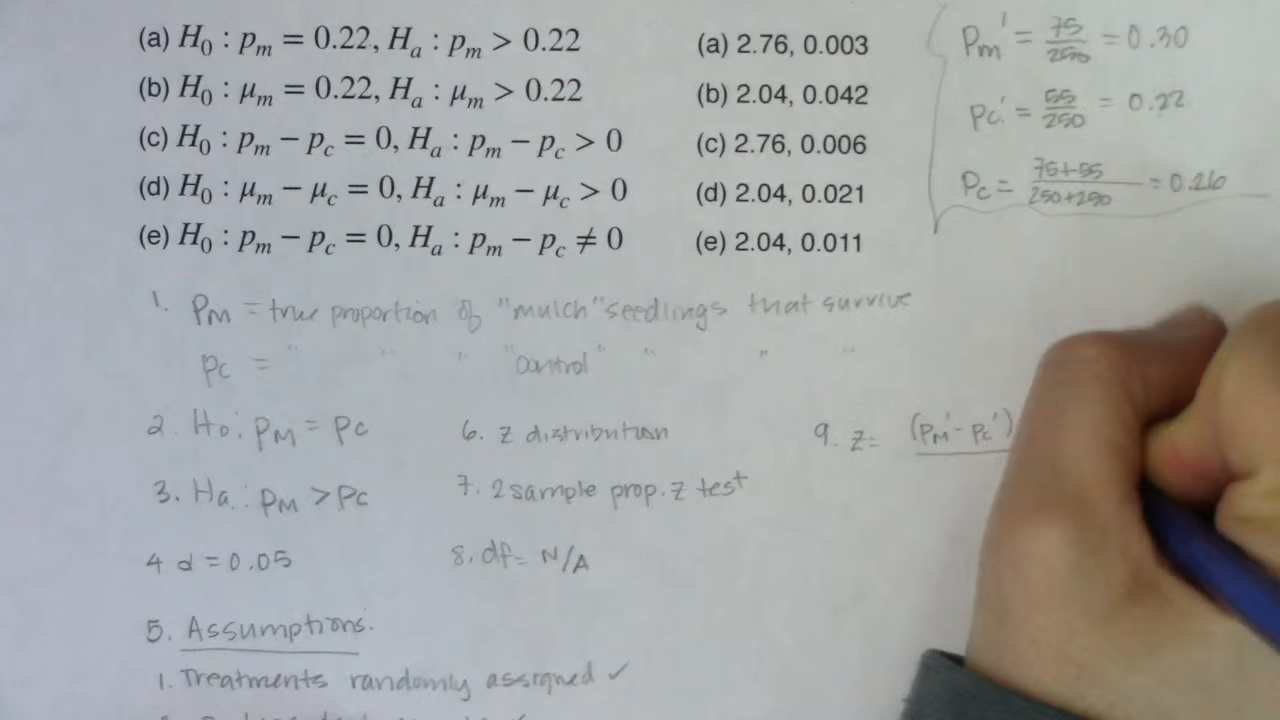 (a) H₀ : pₘ = 0.22, Hₐ : pₘ > 0.22
(b) H₀ : μₘ = 0.22, Hₐ : μₘ > 0.22
(c) H₀ : pₘ − p꜀ = 0, Hₐ : pₘ − p꜀ > 0
(d) H₀ : μₘ − μ꜀ = 0, Hₐ : μₘ − μ꜀ > 0
(e) H₀ : pₘ − p꜀ = 0, Hₐ : pₘ − p꜀ ≠ 0
(a) 2.76, 0.003
(b) 2.04, 0.042
(c) 2.76, 0.006
(d) 2.04, 0.021
(e) 2.04, 0.011
Pm' = 75/250 = 0.30
Pc' = 55/250 = 0.22
Pc = 75+55/250+250 = 0.26
1. PM = true proportion of "mulch" seedlings that survive
pc = " " " "control" " " "
2. Ho: PM = PC
3. Ha: PM > PC
4 α = 0.05
5. Assumptions.
1. Treatments randomly assigned ✓
6. z distribution
7. 2 sample prop. z test
8. df = N/A
9. z = (PM' - Pc')